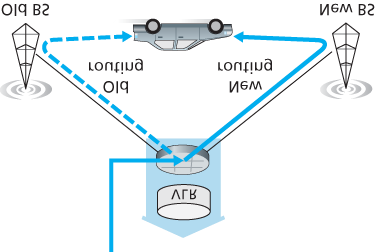 VLR
Old
routing
New
routing
Old BS
New BS